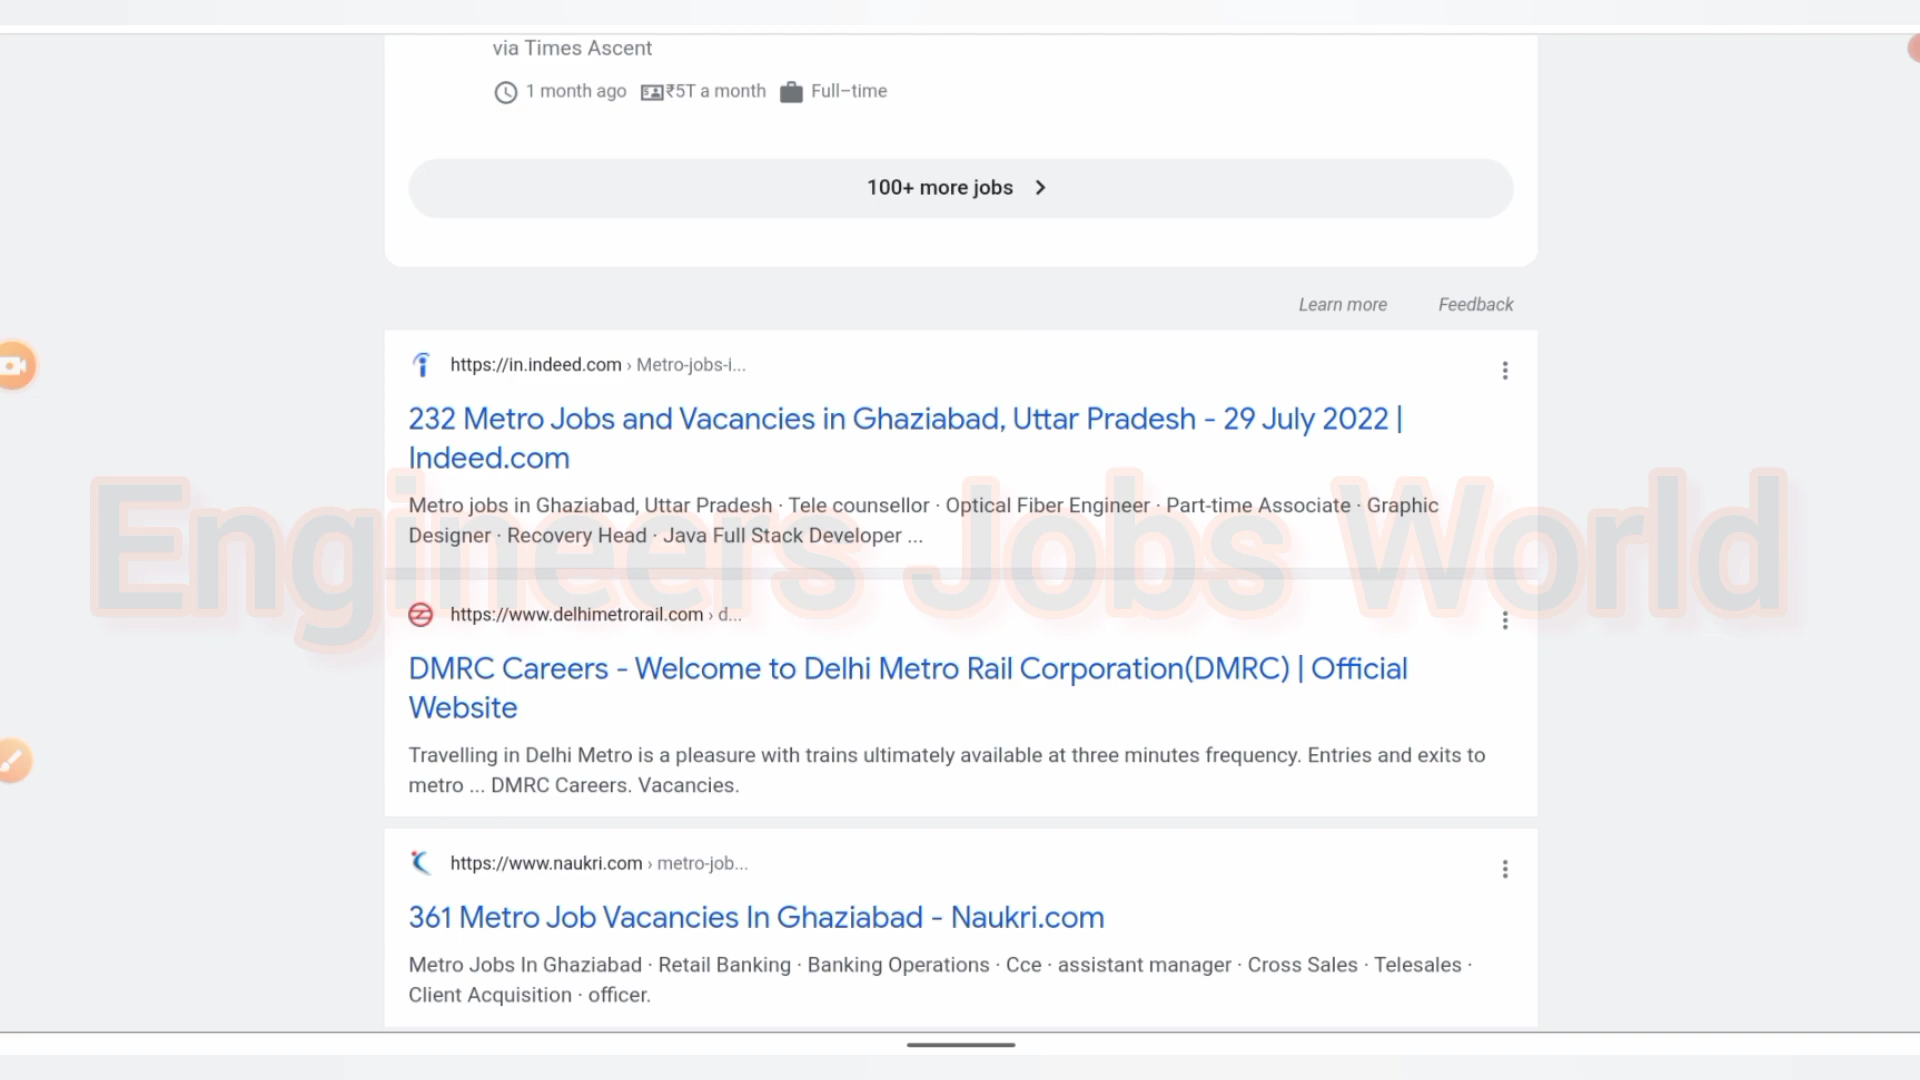 via Times Ascent
1 month ago ₹5T a month Full–time
100+ more jobs
Learn more Feedback
https://in.indeed.com › Metro-jobs-i...
232 Metro Jobs and Vacancies in Ghaziabad, Uttar Pradesh - 29 July 2022 |
Indeed.com
Metro jobs in Ghaziabad, Uttar Pradesh · Tele counsellor · Optical Fiber Engineer · Part-time Associate · Graphic
Designer · Recovery Head · Java Full Stack Developer ...
Engineers Jobs World
https://www.delhimetrorail.com › d...
DMRC Careers - Welcome to Delhi Metro Rail Corporation(DMRC) | Official
Website
Travelling in Delhi Metro is a pleasure with trains ultimately available at three minutes frequency. Entries and exits to
metro ... DMRC Careers. Vacancies.
https://www.naukri.com › metro-job...
361 Metro Job Vacancies In Ghaziabad - Naukri.com
Metro Jobs In Ghaziabad · Retail Banking · Banking Operations · Cce · assistant manager · Cross Sales · Telesales ·
Client Acquisition · officer.